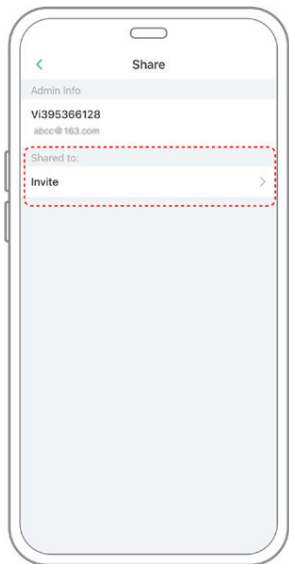 Share
Admin Info
Vi395366128
abcc@163.com
Shared to:
Invite